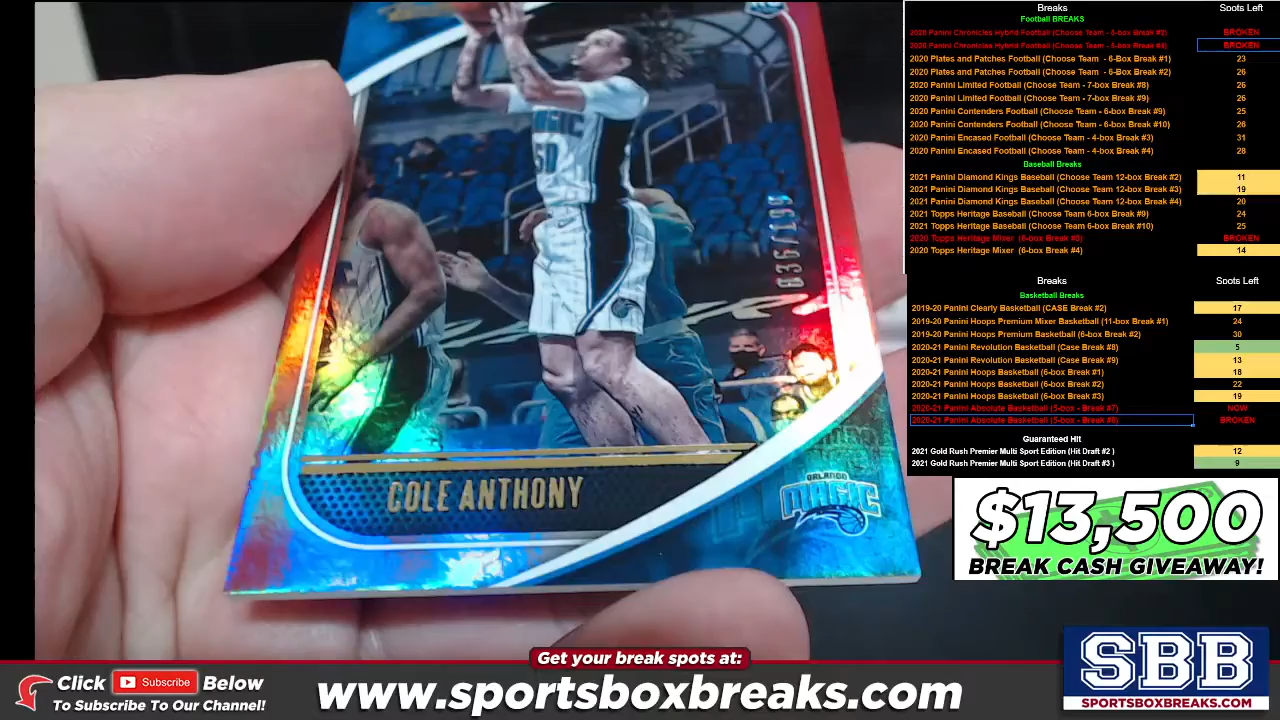 MAGIC
50
036/199
COLE ANTHONY
ORLANDO
MAGIC
Breaks Spots Left
Football BREAKS
2020 Panini Chronicles Hybrid Football (Choose Team - 8-box Break #2) BROKEN
BROKEN
2020 Plates and Patches Football (Choose Team - 6-Box Break #1) 23
2020 Plates and Patches Football (Choose Team - 6-Box Break #2) 26
2020 Panini Limited Football (Choose Team - 7-box Break #8) 26
2020 Panini Limited Football (Choose Team - 7-box Break #9) 26
2020 Panini Contenders Football (Choose Team - 6-box Break #9) 25
2020 Panini Contenders Football (Choose Team - 6-box Break #10) 26
2020 Panini Encased Football (Choose Team - 4-box Break #3) 31
2020 Panini Encased Football (Choose Team - 4-box Break #4) 28
Baseball Breaks
2021 Panini Diamond Kings Baseball (Choose Team 12-box Break #2) 11
2021 Panini Diamond Kings Baseball (Choose Team 12-box Break #3) 19
2021 Panini Diamond Kings Baseball (Choose Team 12-box Break #4) 20
2021 Topps Heritage Baseball (Choose Team 6-box Break #9) 24
2021 Topps Heritage Baseball (Choose Team 6-box Break #10) 25
2020 Topps Heritage Mixer (6-box Break #3) BROKEN
2020 Topps Heritage Mixer (6-box Break #4) 14
Breaks Spots Left
Basketball Breaks
2019-20 Panini Clearly Basketball (CASE Break #2) 17
2019-20 Panini Hoops Premium Mixer Basketball (11-box Break #1) 24
2019-20 Panini Hoops Premium Basketball (6-box Break #2) 30
2020-21 Panini Revolution Basketball (Case Break #8) 5
2020-21 Panini Revolution Basketball (Case Break #9) 13
2020-21 Panini Hoops Basketball (6-box Break #1) 18
2020-21 Panini Hoops Basketball (6-box Break #2) 22
2020-21 Panini Hoops Basketball (6-box Break #3) 19
2020-21 Panini Absolute Basketball (5-box - Break #7) NOW
2020-21 Panini Absolute Basketball (5-box - Break #8) BROKEN
Guaranteed Hit
2021 Gold Rush Premier Multi Sport Edition (Hit Draft #2 ) 12
2021 Gold Rush Premier Multi Sport Edition (Hit Draft #3 ) 9
$13,500
BREAK CASH GIVEAWAY!
Get your break spots at:
Click Subscribe Below
To Subscribe To Our Channel!
www.sportsboxbreaks.com
SBB
SPORTSBOXBREAKS.COM